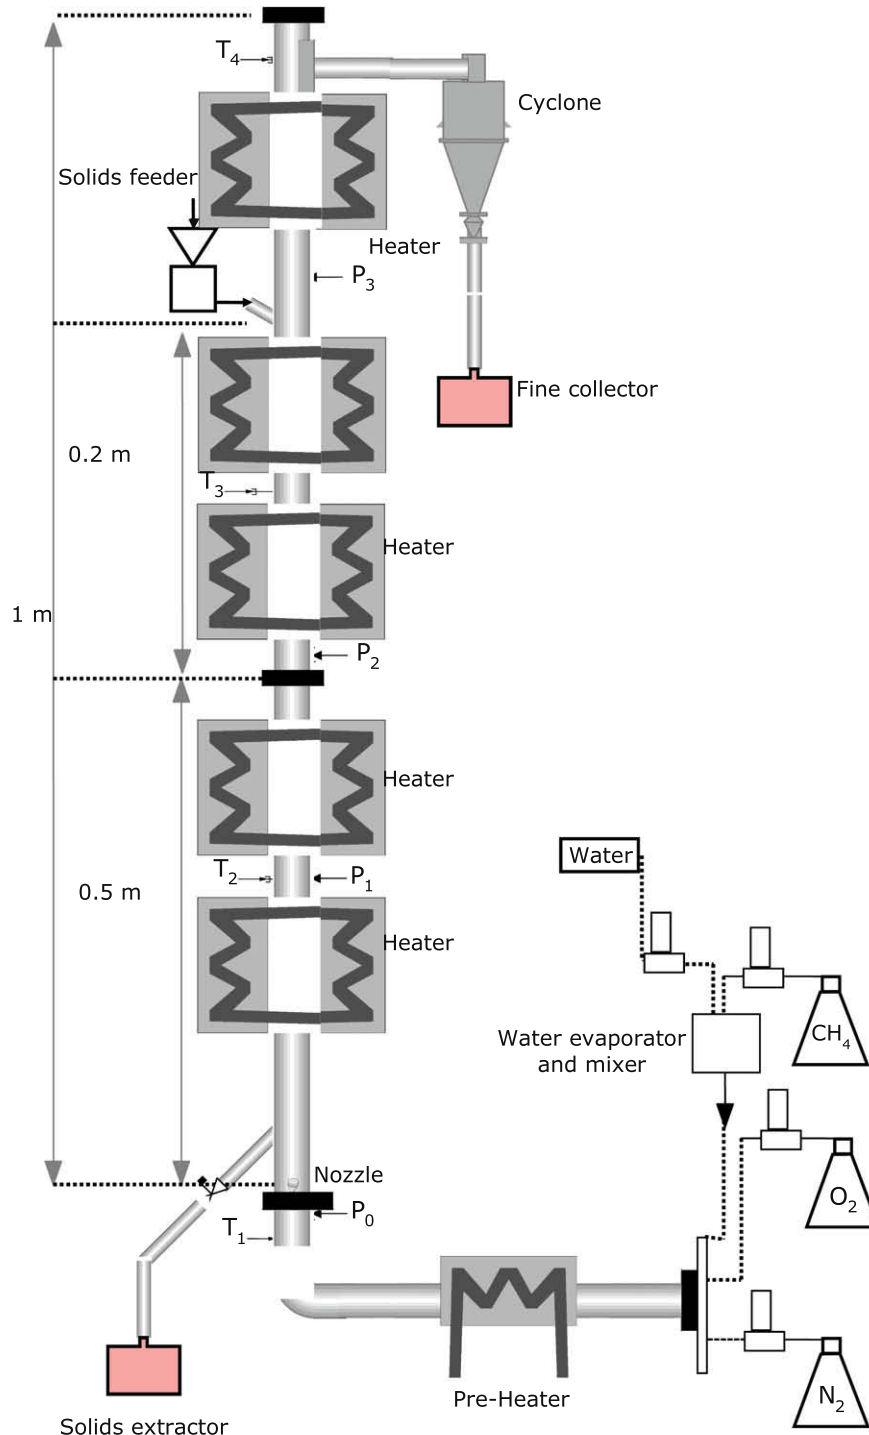 T4
Cyclone
Solids feeder
Heater
P3
Fine collector
0.2 m
T3
Heater
1 m
P2
Heater
T2
P1
0.5 m
Water
Heater
Water evaporator
and mixer
CH4
Nozzle
O2
P0
T1
Pre-Heater
N2
Solids extractor